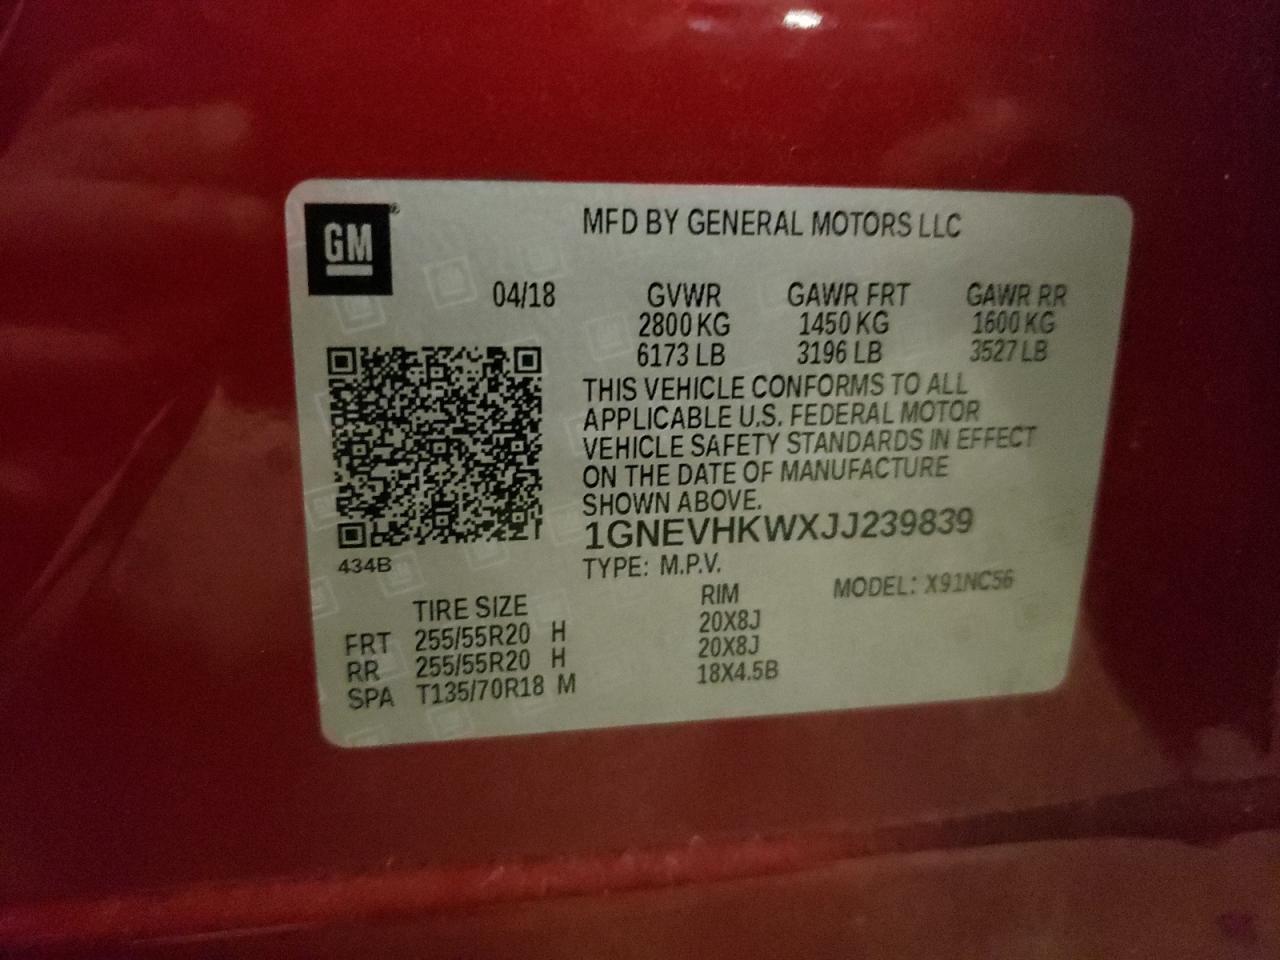 GM
MFD BY GENERAL MOTORS LLC
04/18
GVWR GAWR FRT GAWR RR
2800 KG 1450 KG 1600 KG
6173 LB 3196 LB 3527 LB
THIS VEHICLE CONFORMS TO ALL
APPLICABLE U.S. FEDERAL MOTOR
VEHICLE SAFETY STANDARDS IN EFFECT
ON THE DATE OF MANUFACTURE
SHOWN ABOVE.
1GNEVHKWXJJ239839
434B
TYPE: M.P.V.
MODEL: X91NC56
TIRE SIZE RIM
FRT 255/55R20 H 20X8J
RR 255/55R20 H 20X8J
SPA T135/70R18 M 18X4.5B